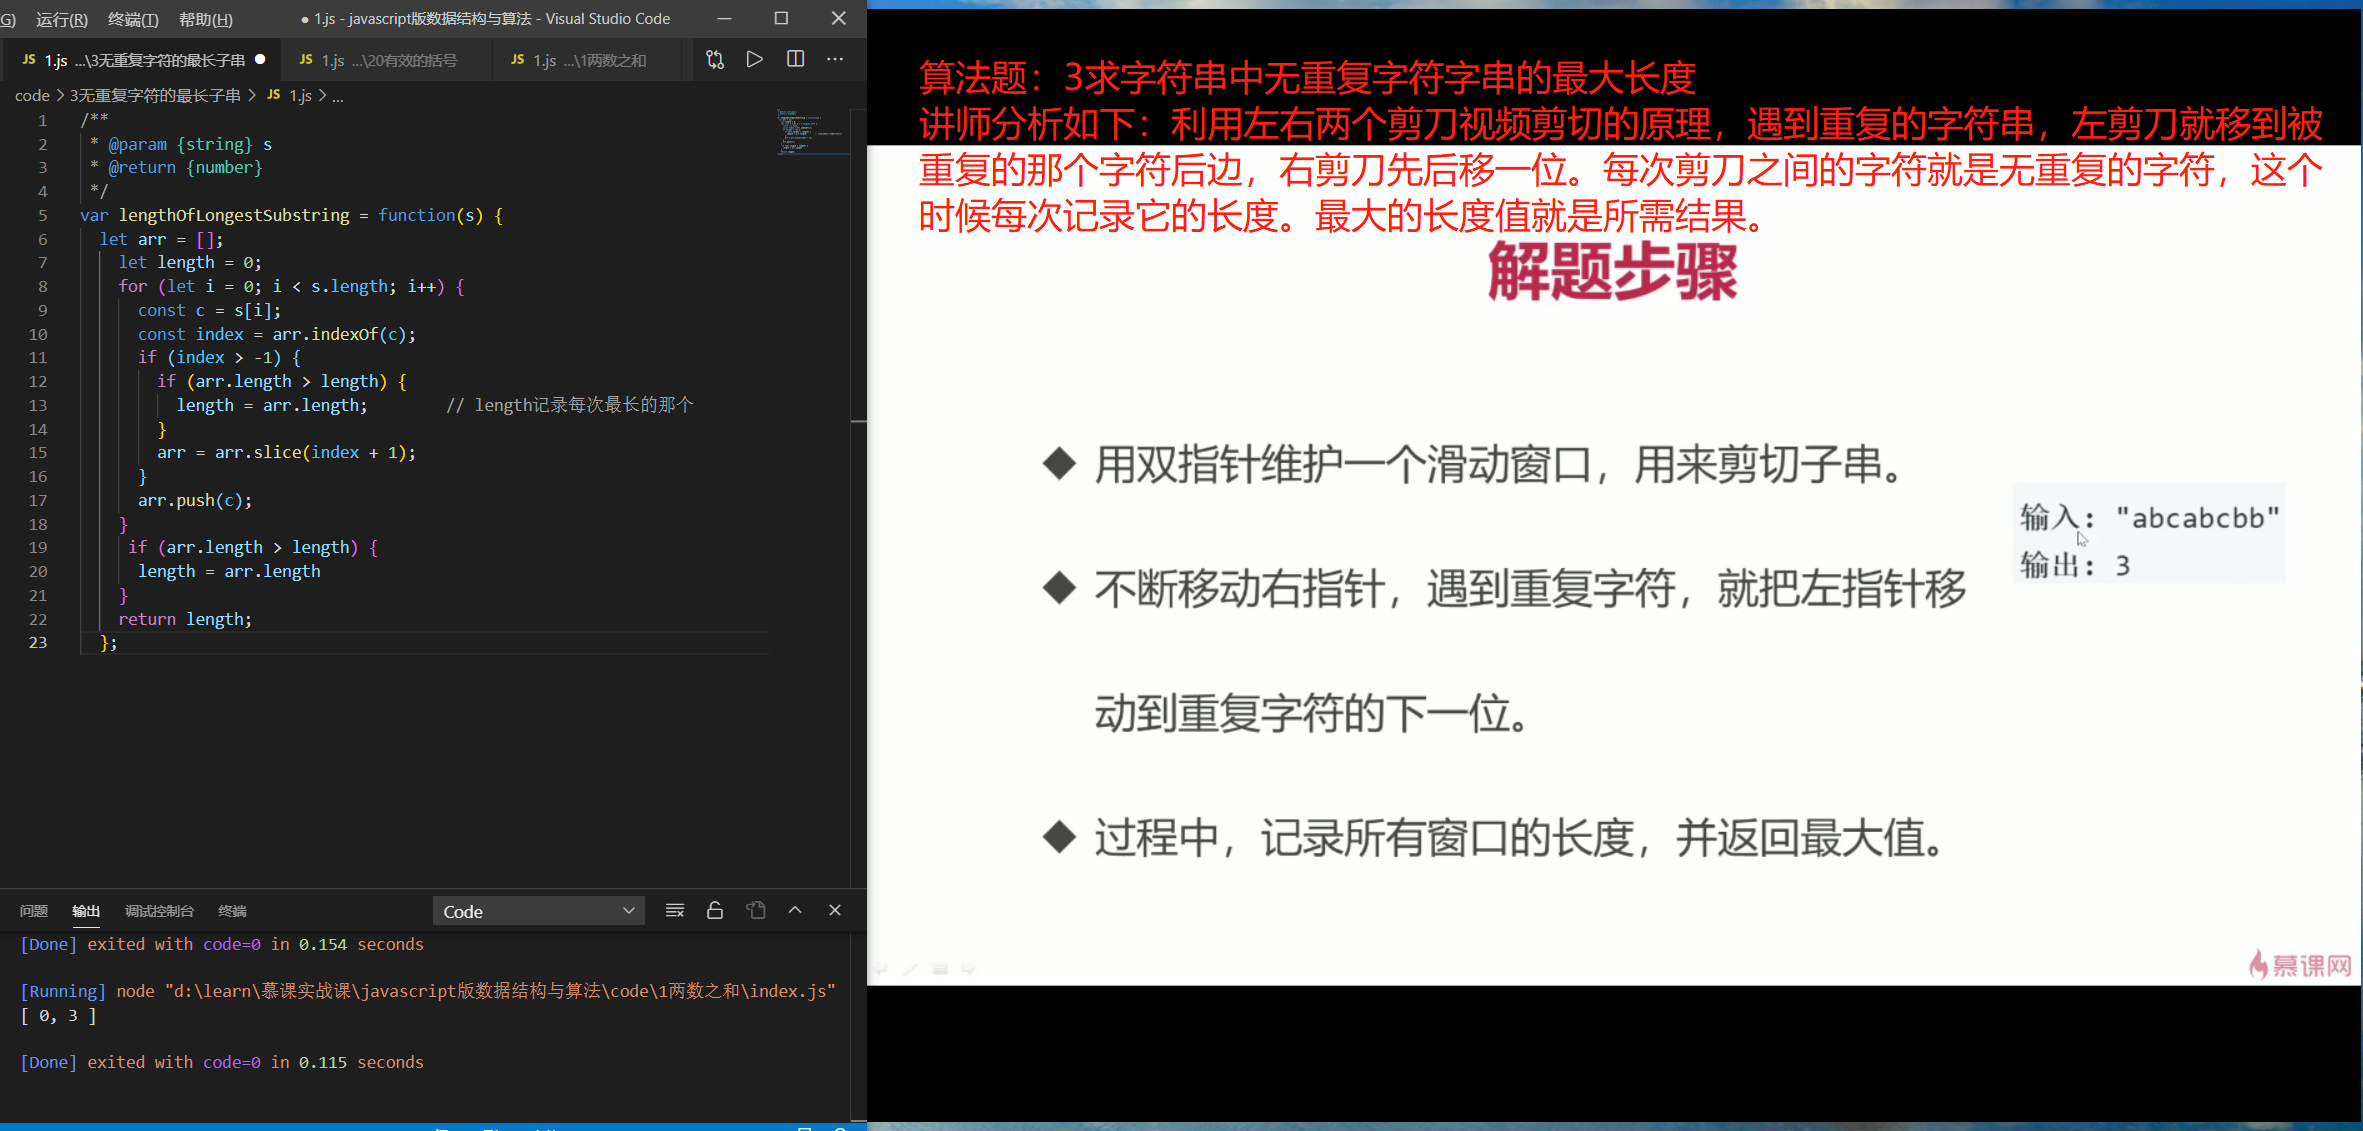 G) 运行(R) 终端(T) 帮助(H) ● 1.js - javascript版数据结构与算法 - Visual Studio Code
JS 1.js ...\3无重复字符的最长子串 ● JS 1.js ...\20有效的括号 JS 1.js ...\1两数之和
code > 3无重复字符的最长子串 > JS 1.js > ...
1 /**
2 * @param {string} s
3 * @return {number}
4 */
5 var lengthOfLongestSubstring = function(s) {
6 let arr = [];
7 let length = 0;
8 for (let i = 0; i < s.length; i++) {
9 const c = s[i];
10 const index = arr.indexOf(c);
11 if (index > -1) {
12 if (arr.length > length) {
13 length = arr.length; // length记录每次最长的那个
14 }
15 arr = arr.slice(index + 1);
16 }
17 arr.push(c);
18 }
19 if (arr.length > length) {
20 length = arr.length
21 }
22 return length;
23 };
问题 输出 调试控制台 终端 Code
[Done] exited with code=0 in 0.154 seconds
[Running] node "d:\learn\慕课实战课\javascript版数据结构与算法\code\1两数之和\index.js"
[ 0, 3 ]
[Done] exited with code=0 in 0.115 seconds
算法题：3求字符串中无重复字符字串的最大长度
讲师分析如下：利用左右两个剪刀视频剪切的原理，遇到重复的字符串，左剪刀就移到被
重复的那个字符后边，右剪刀先后移一位。每次剪刀之间的字符就是无重复的字符，这个
时候每次记录它的长度。最大的长度值就是所需结果。
解题步骤
◆ 用双指针维护一个滑动窗口，用来剪切子串。
◆ 不断移动右指针，遇到重复字符，就把左指针移
动到重复字符的下一位。
◆ 过程中，记录所有窗口的长度，并返回最大值。
输入： "abcabcbb"
输出： 3
慕课网